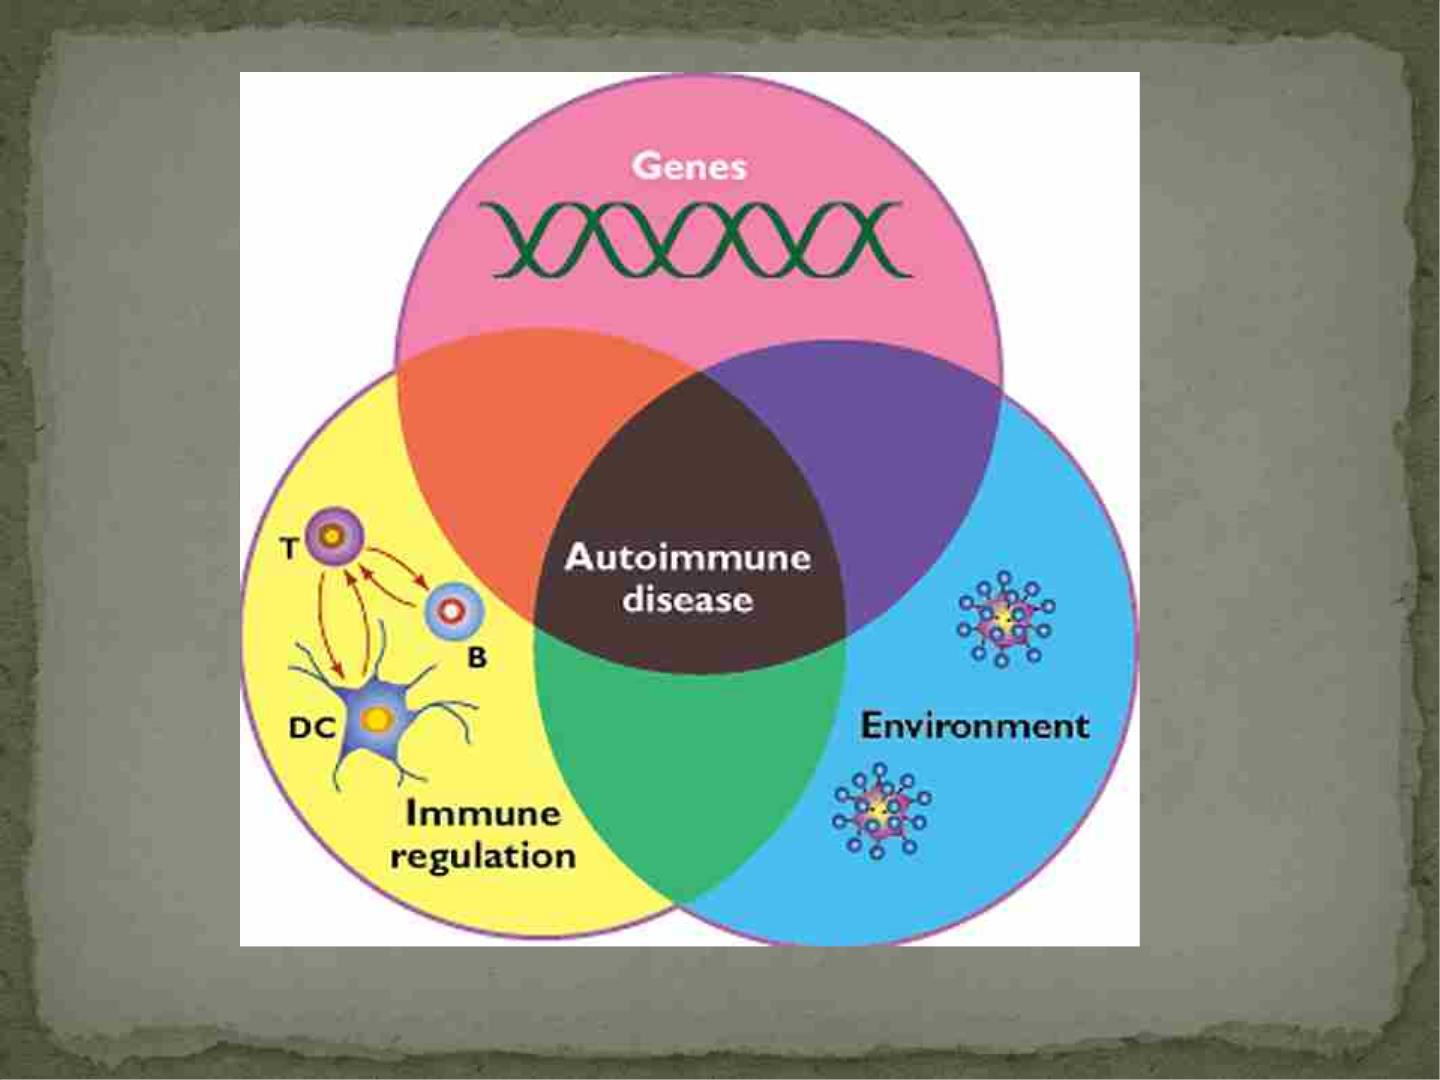 Genes
Autoimmune
disease
T
B
DC
Immune
regulation
Environment